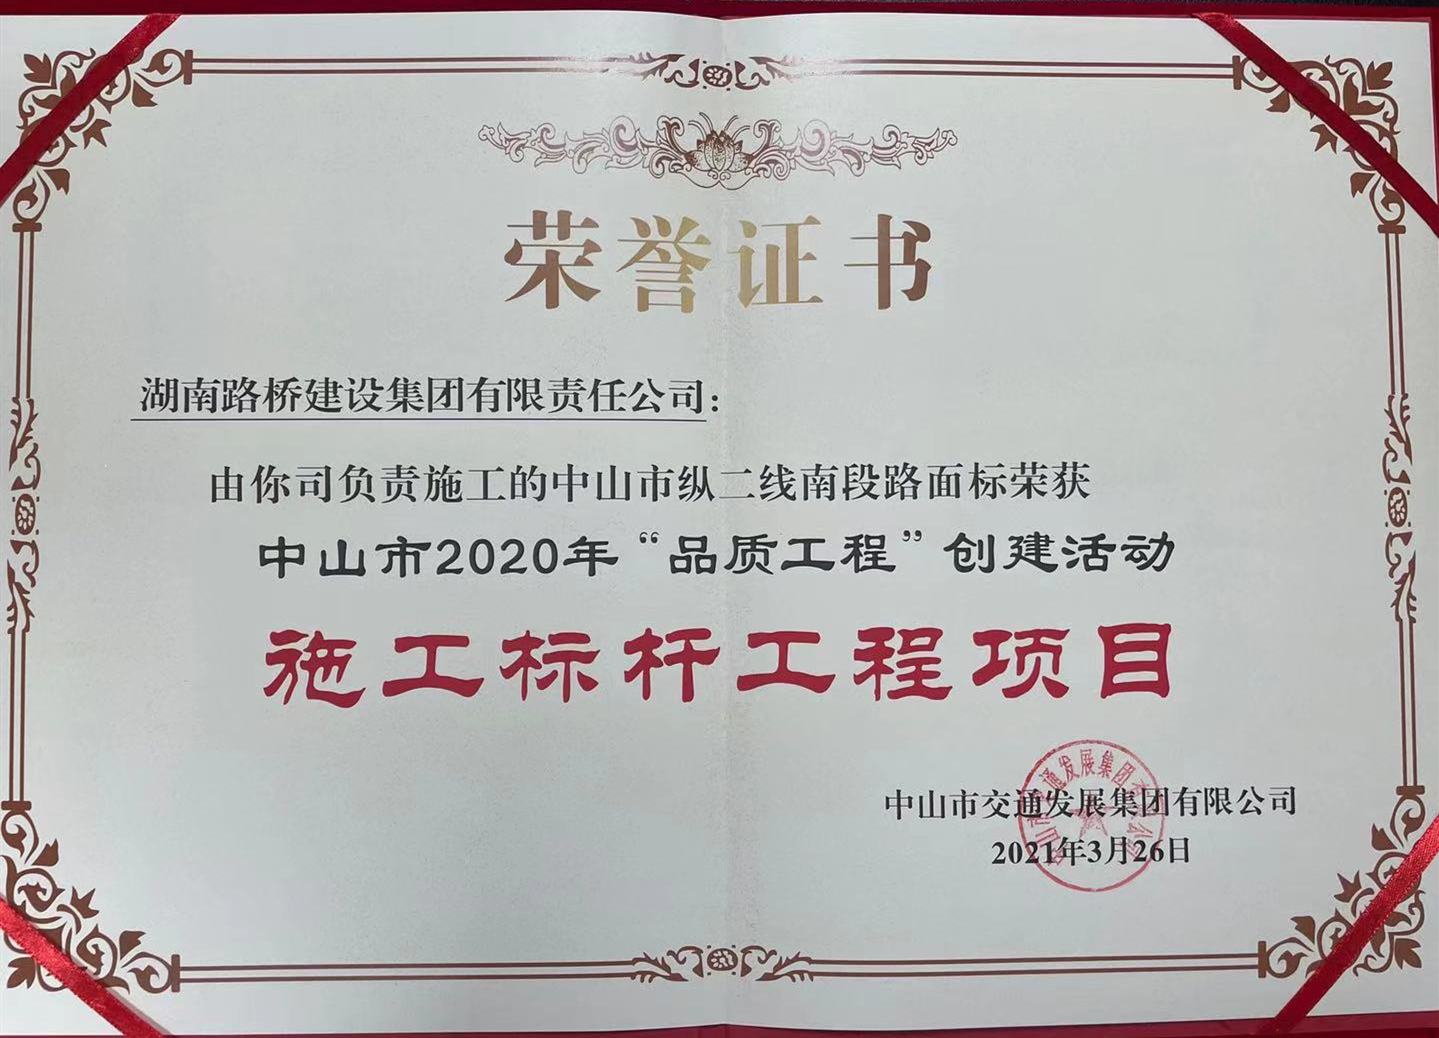 荣誉证书
湖南路桥建设集团有限责任公司：
由你司负责施工的中山市纵二线南段路面标荣获
中山市2020年“品质工程”创建活动
施工标杆工程项目
中山市交通发展集团有限公司
2021年3月26日